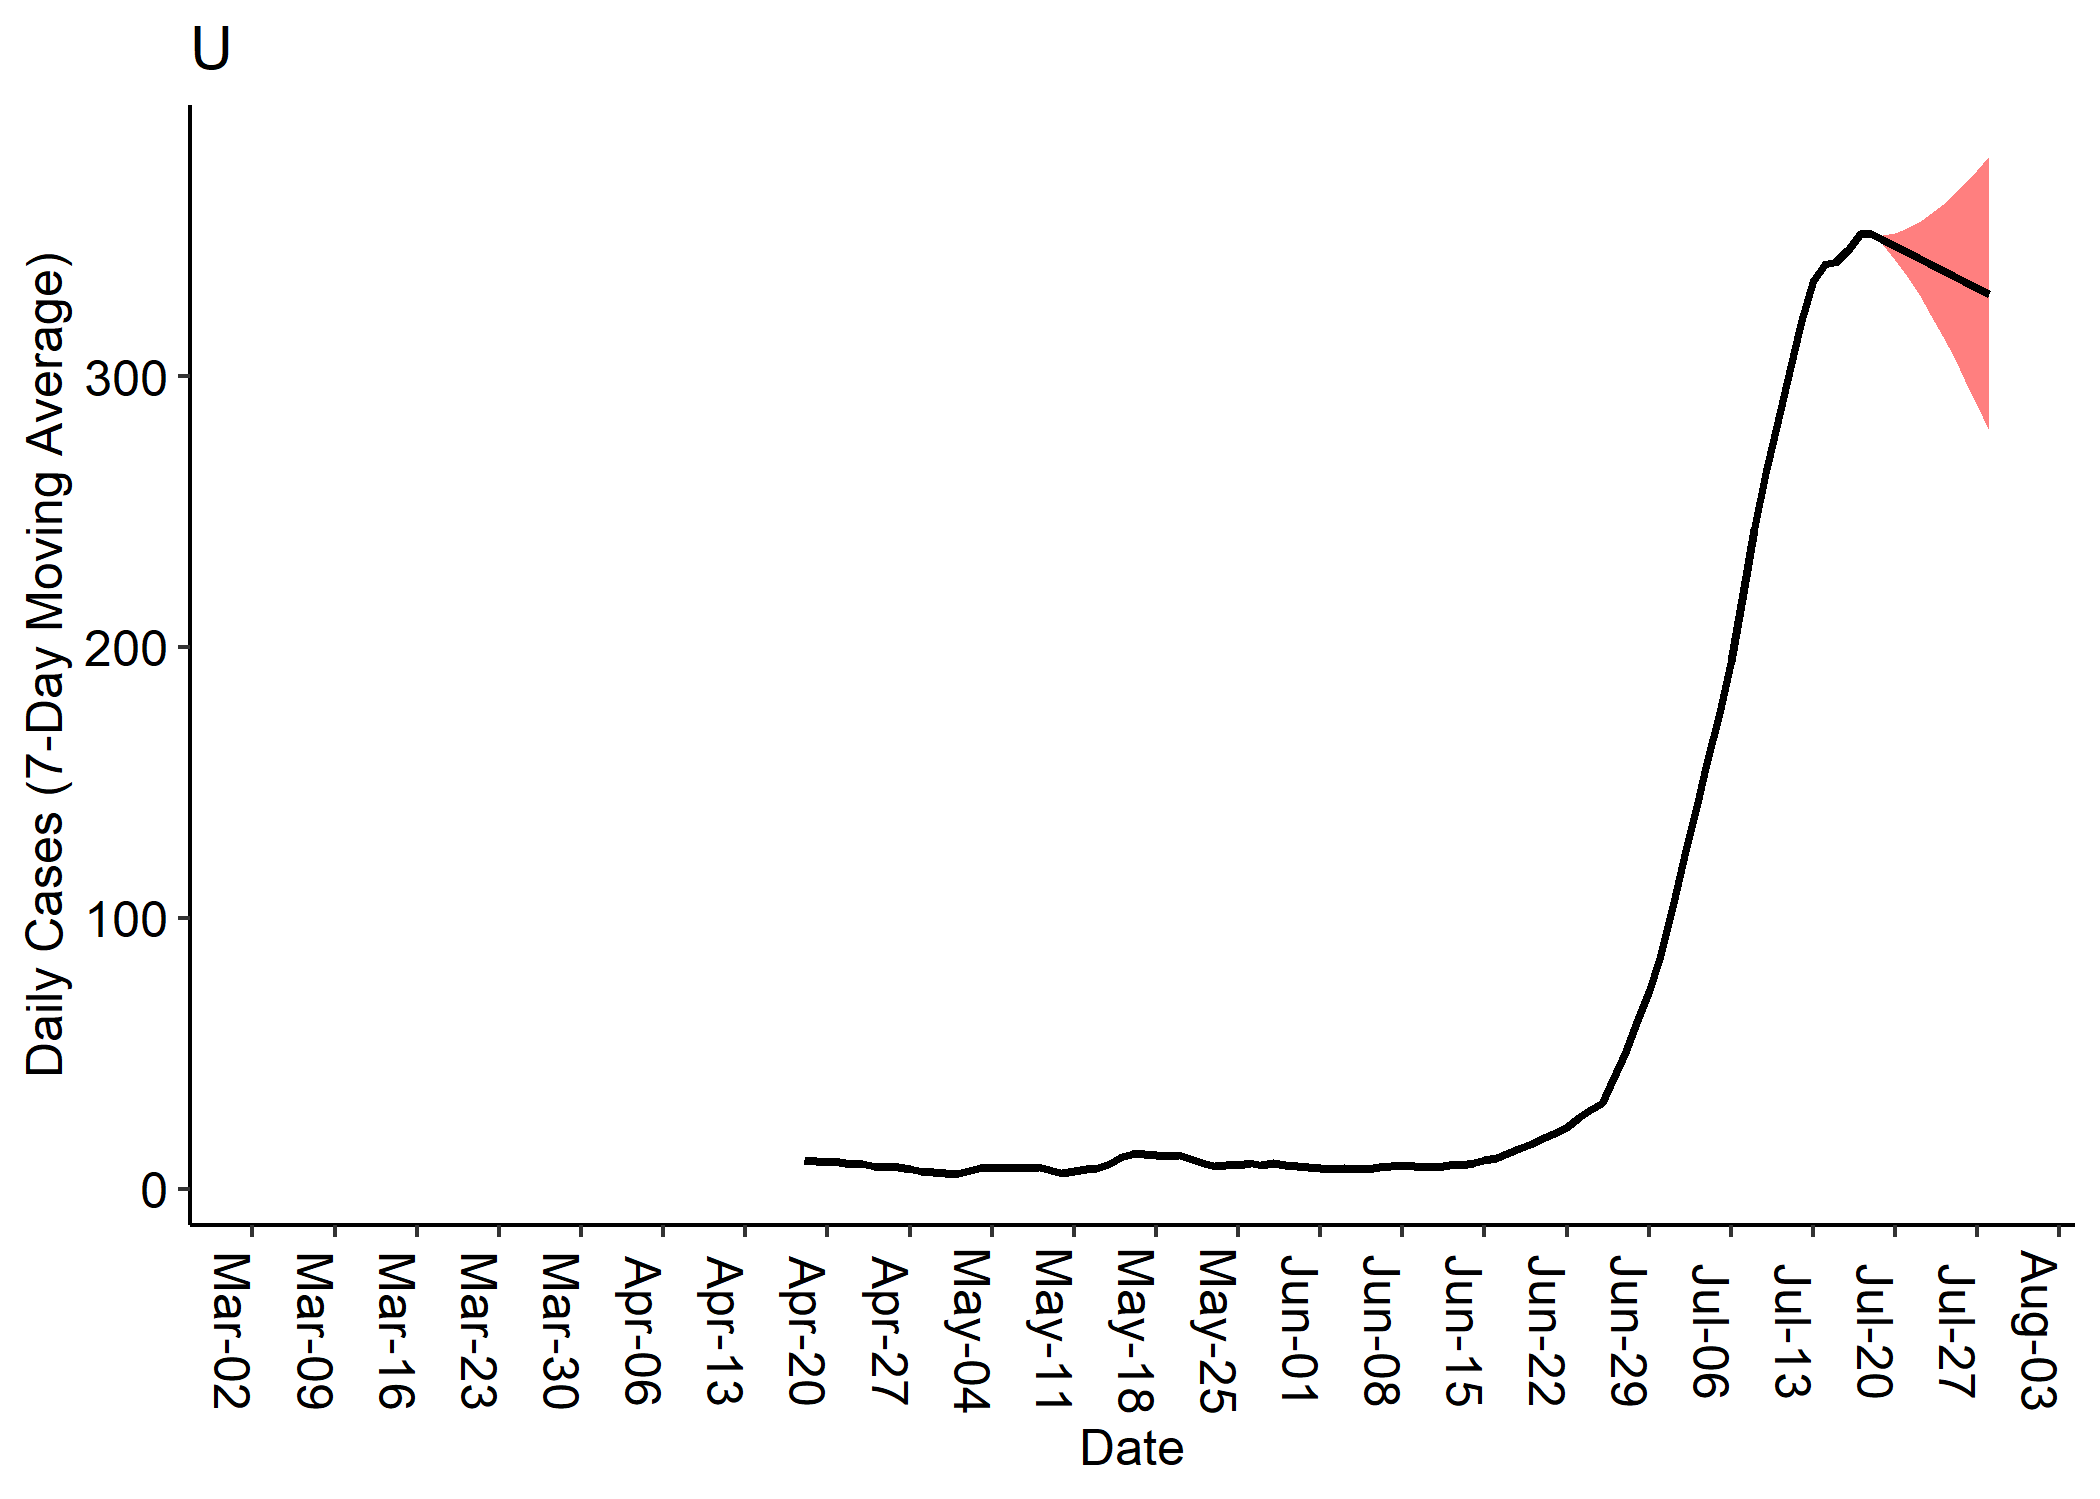 U
Daily Cases (7-Day Moving Average)
300
200
100
0
Mar-02
Mar-09
Mar-16
Mar-23
Mar-30
Apr-06
Apr-13
Apr-20
Apr-27
May-04
May-11
May-18
May-25
Jun-01
Jun-08
Jun-15
Jun-22
Jun-29
Jul-06
Jul-13
Jul-20
Jul-27
Aug-03
Date